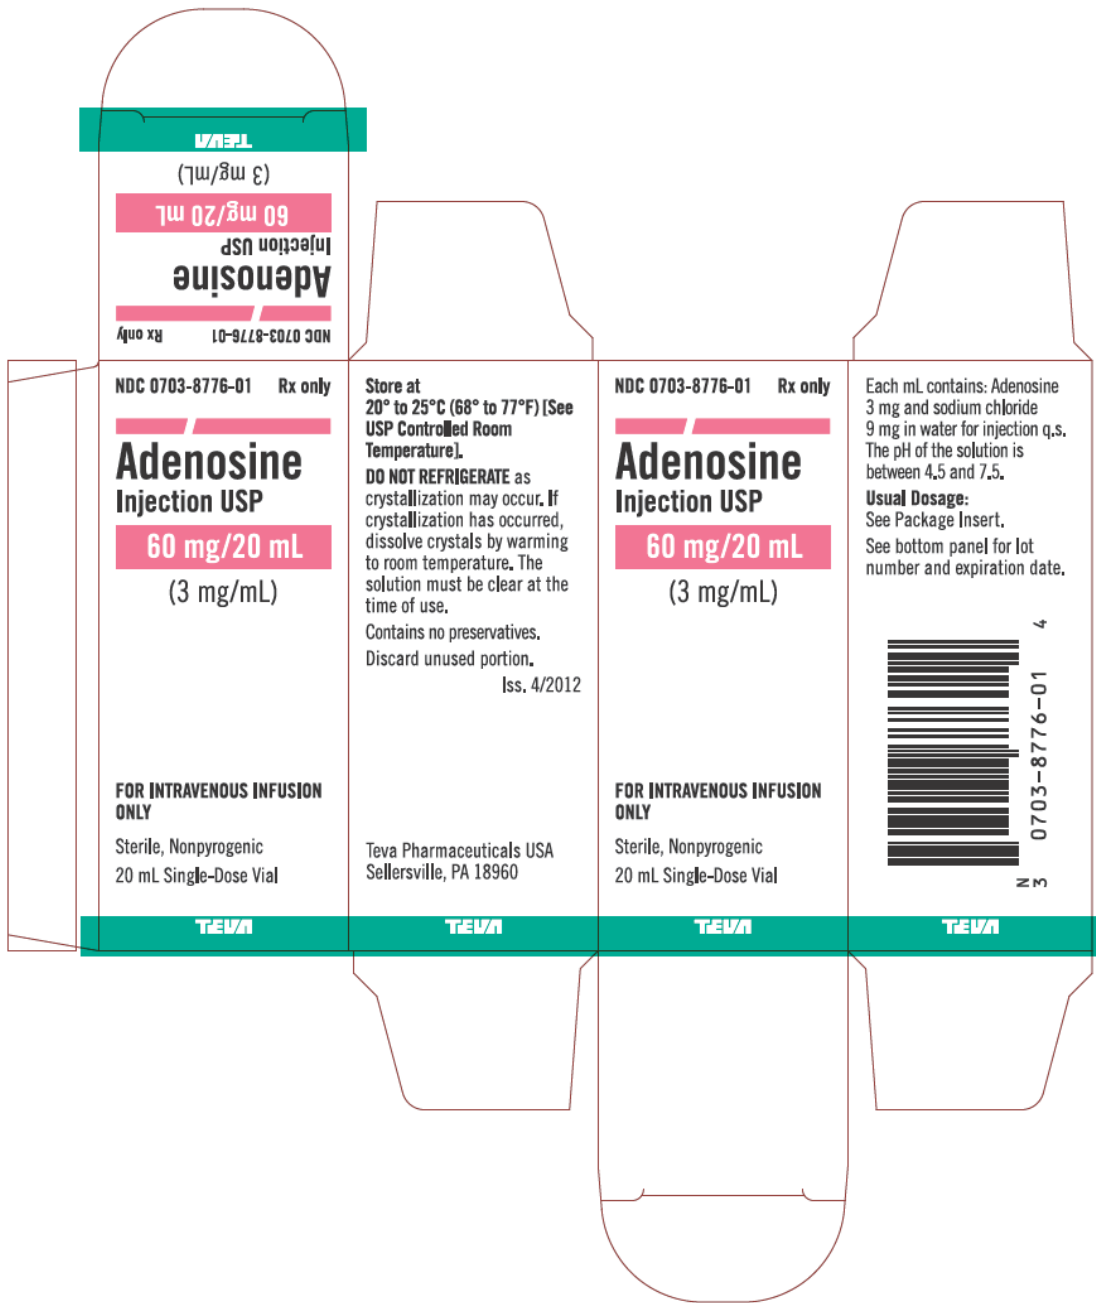 TEVA
(3 mg/mL)
60 mg/20 mL
Injection USP
Adenosine
NDC 0703-8776-01 Rx only
NDC 0703-8776-01 Rx only
Adenosine
Injection USP
60 mg/20 mL
(3 mg/mL)
FOR INTRAVENOUS INFUSION
ONLY
Sterile, Nonpyrogenic
20 mL Single-Dose Vial
TEVA
Store at
20° to 25°C (68° to 77°F) [See
USP Controlled Room
Temperature].
DO NOT REFRIGERATE as
crystallization may occur. If
crystallization has occurred,
dissolve crystals by warming
to room temperature. The
solution must be clear at the
time of use.
Contains no preservatives.
Discard unused portion.
Iss. 4/2012
Teva Pharmaceuticals USA
Sellersville, PA 18960
TEVA
NDC 0703-8776-01 Rx only
Adenosine
Injection USP
60 mg/20 mL
(3 mg/mL)
FOR INTRAVENOUS INFUSION
ONLY
Sterile, Nonpyrogenic
20 mL Single-Dose Vial
TEVA
Each mL contains: Adenosine
3 mg and sodium chloride
9 mg in water for injection q.s.
The pH of the solution is
between 4.5 and 7.5.
Usual Dosage:
See Package Insert.
See bottom panel for lot
number and expiration date.
N
3 0703-8776-01 4
TEVA